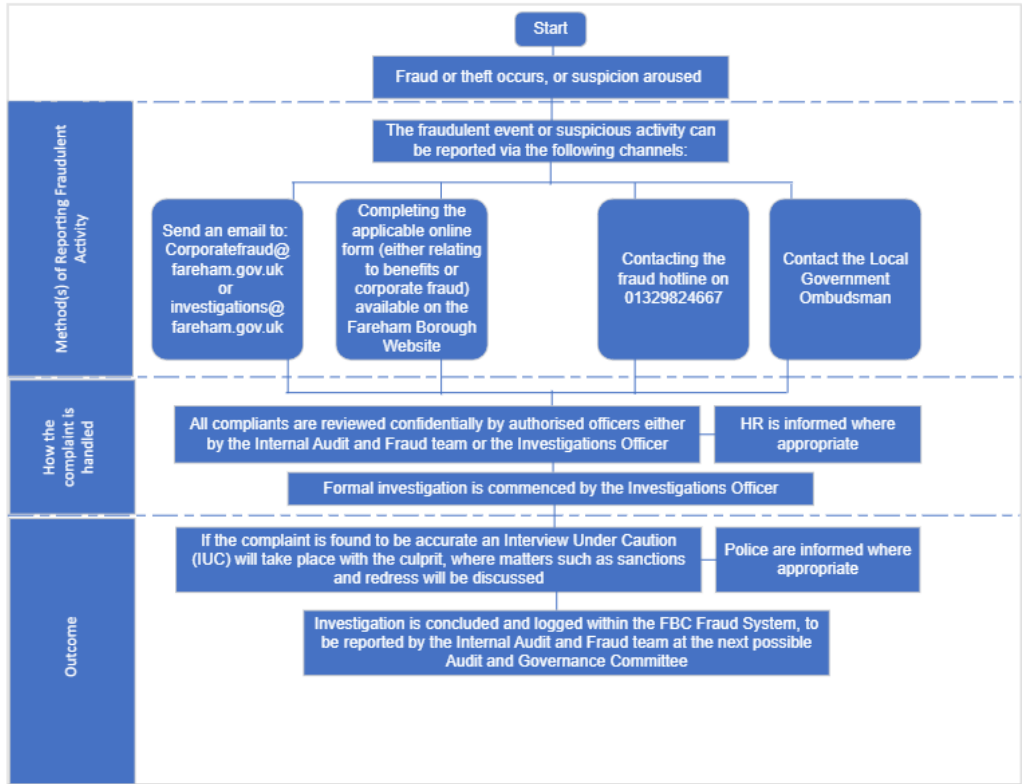 Start
Fraud or theft occurs, or suspicion aroused
Method(s) of Reporting Fraudulent
Activity
The fraudulent event or suspicious activity can
be reported via the following channels:
Send an email to:
Corporatefraud@
fareham.gov.uk
or
investigations@
fareham.gov.uk
Completing the
applicable online
form (either relating
to benefits or
corporate fraud)
available on the
Fareham Borough
Website
Contacting the
fraud hotline on
01329824667
Contact the Local
Government
Ombudsman
How the
complaint is
handled
All compliants are reviewed confidentially by authorised officers either
by the Internal Audit and Fraud team or the Investigations Officer
HR is informed where
appropriate
Formal investigation is commenced by the Investigations Officer
Outcome
If the complaint is found to be accurate an Interview Under Caution
(IUC) will take place with the culprit, where matters such as sanctions
and redress will be discussed
Police are informed where
appropriate
Investigation is concluded and logged within the FBC Fraud System, to
be reported by the Internal Audit and Fraud team at the next possible
Audit and Governance Committee